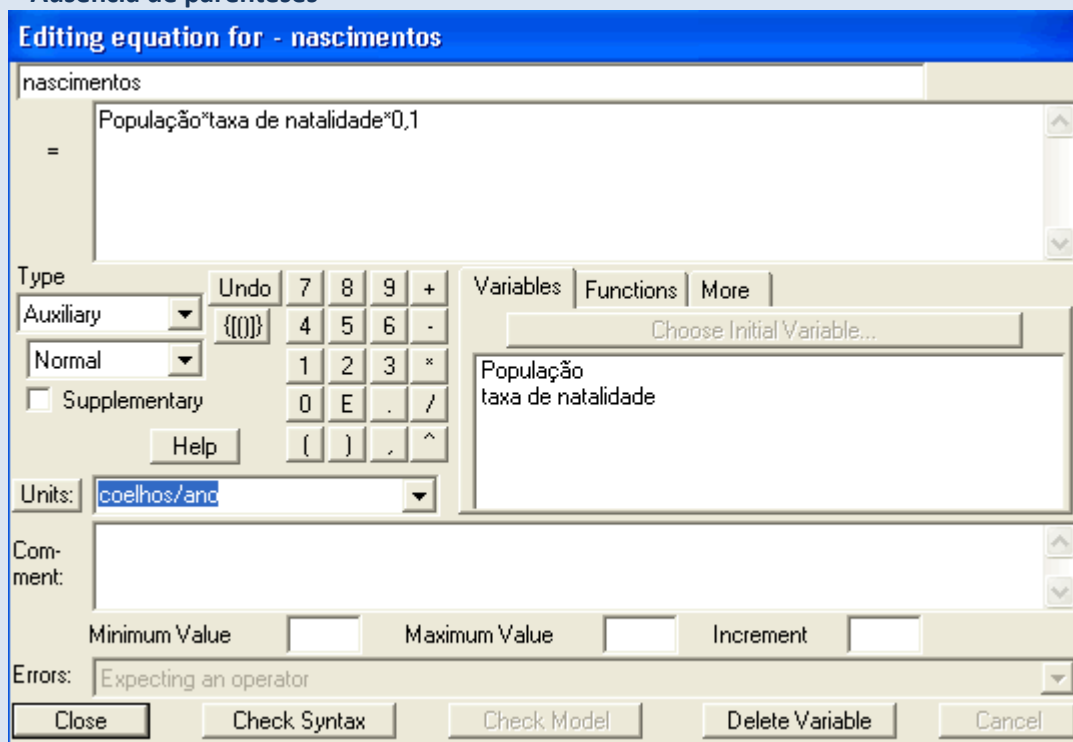 Ausência de parênteses
Editing equation for - nascimentos
nascimentos
=
População*taxa de natalidade*0,1
Type
Auxiliary
Normal
Supplementary
Help
Undo
{[()]}
7 8 9 +
4 5 6 -
1 2 3 *
0 E . /
( ) , ^
Variables Functions More
Choose Initial Variable...
População
taxa de natalidade
Units: coelhos/ano
Com-
ment:
Minimum Value Maximum Value Increment
Errors: Expecting an operator
Close Check Syntax Check Model Delete Variable Cancel